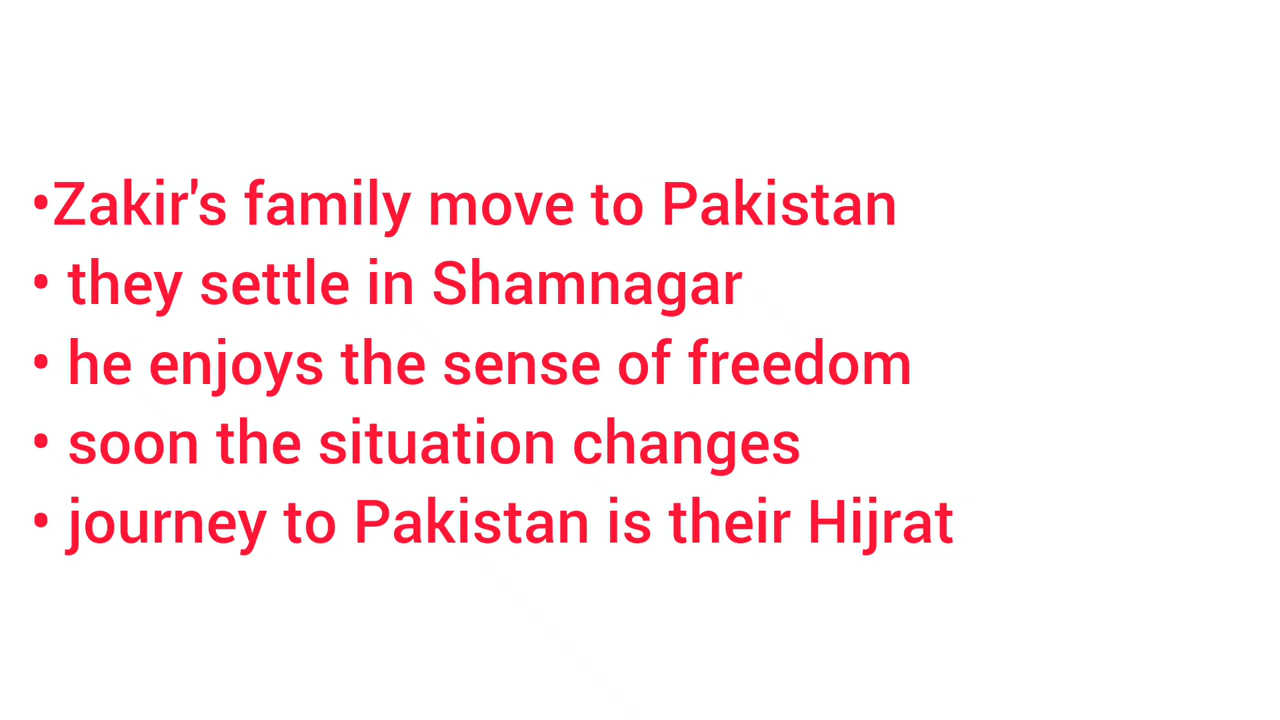 •Zakir's family move to Pakistan
• they settle in Shamnagar
• he enjoys the sense of freedom
• soon the situation changes
• journey to Pakistan is their Hijrat